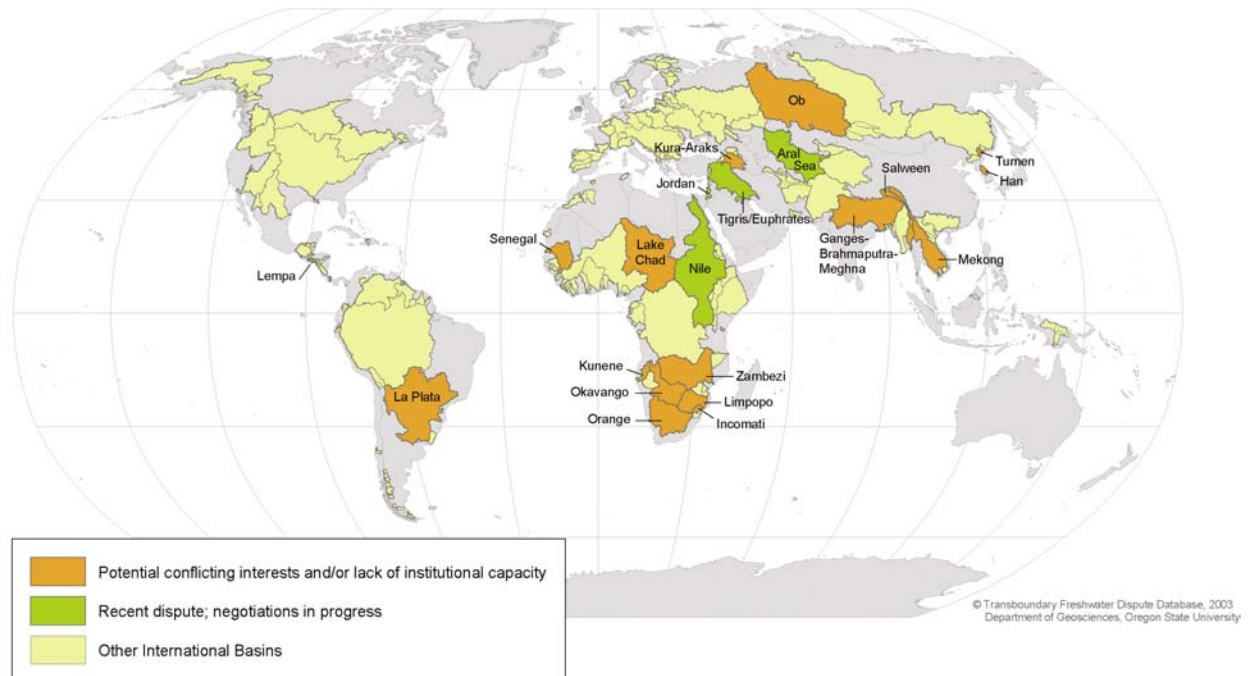 Ob
Kura-Araks
Aral
Sea
Tumen
Salween
Han
Jordan
Tigris/Euphrates
Senegal
Lake
Chad
Nile
Ganges-
Brahmaputra-
Meghna
Mekong
Lempa
Kunene
Zambezi
La Plata
Okavango
Limpopo
Orange
Incomati
Potential conflicting interests and/or lack of institutional capacity
Recent dispute; negotiations in progress
Other International Basins
© Transboundary Freshwater Dispute Database, 2003
Department of Geosciences, Oregon State University